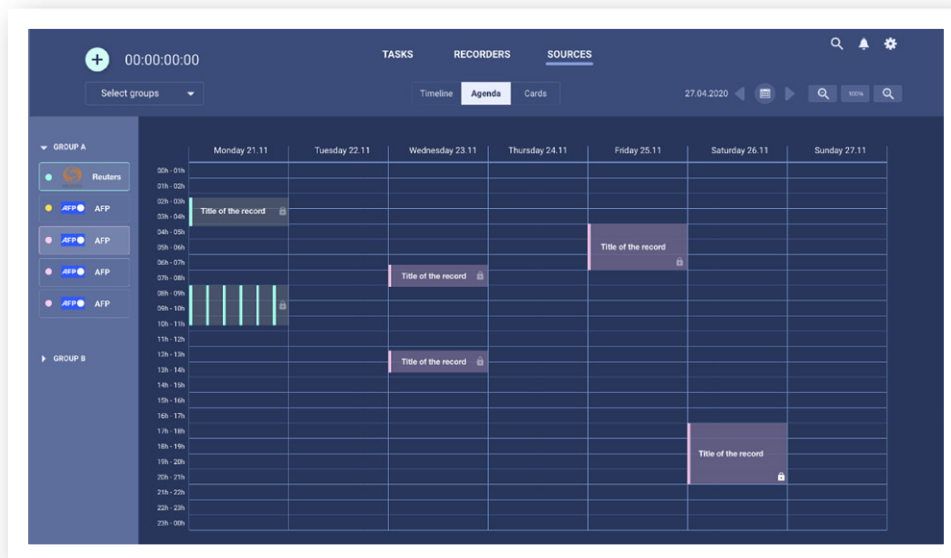 00:00:00:00
TASKS RECORDERS SOURCES
Select groups
Timeline Agenda Cards
27.04.2020
100%
GROUP A
Reuters
AFP AFP
AFP AFP
AFP AFP
AFP AFP
GROUP B
Monday 21.11 Tuesday 22.11 Wednesday 23.11 Thursday 24.11 Friday 25.11 Saturday 26.11 Sunday 27.11
00h - 01h
01h - 02h
02h - 03h
Title of the record
03h - 04h
04h - 05h
05h - 06h Title of the record
06h - 07h
07h - 08h Title of the record
08h - 09h
09h - 10h
10h - 11h
11h - 12h
12h - 13h
Title of the record
13h - 14h
14h - 15h
15h - 16h
16h - 17h
17h - 18h
18h - 19h
Title of the record
19h - 20h
20h - 21h
21h - 22h
22h - 23h
23h - 00h